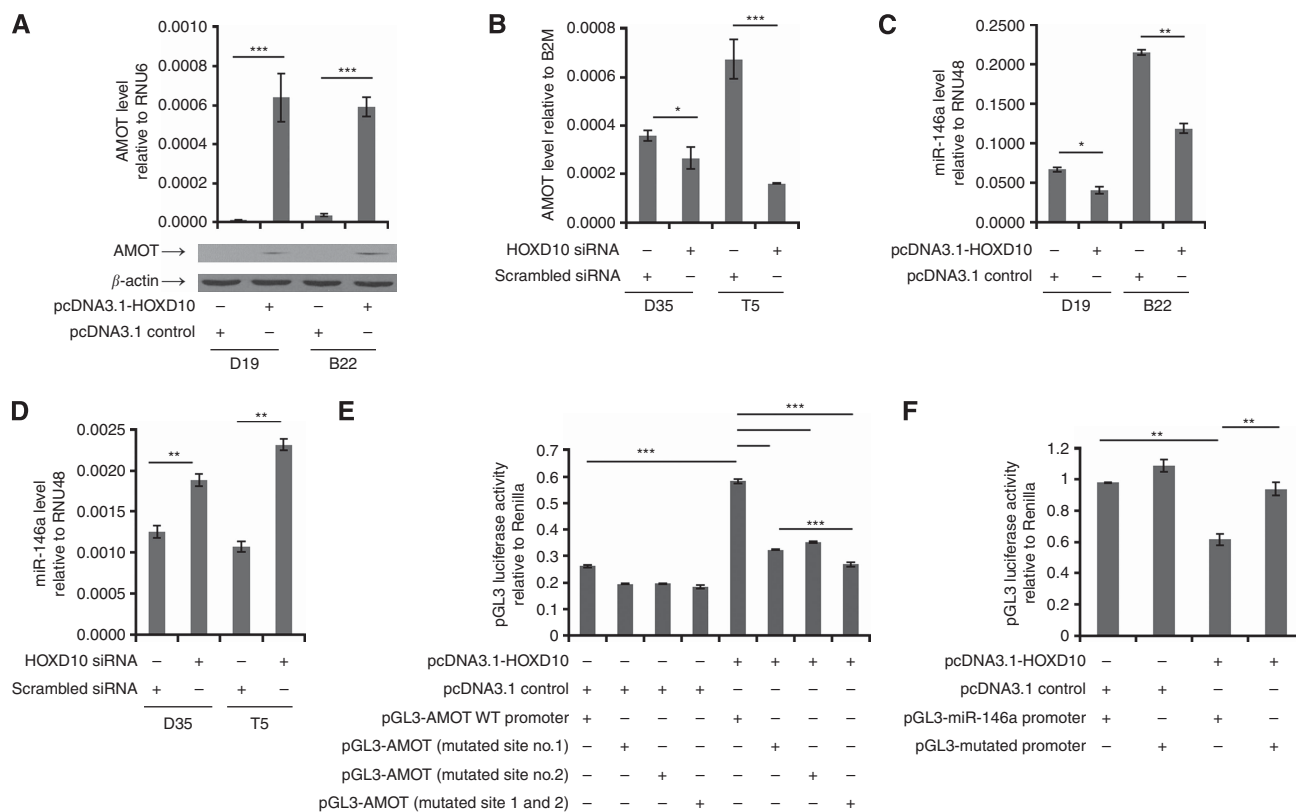 A
0.0010
0.0008
0.0006
0.0004
0.0002
0.0000
AMOT level
relative to RNU6
***
***
AMOT→
β-actin→
pcDNA3.1-HOXD10 – + – +
pcDNA3.1 control + – + –
D19 B22
B
0.0008
0.0006
0.0004
0.0002
0.0000
AMOT level relative to B2M
*
***
HOXD10 siRNA – + – +
Scrambled siRNA + – + –
D35 T5
C
0.2500
0.2000
0.1500
0.1000
0.0500
0.0000
miR-146a level
relative to RNU48
*
**
pcDNA3.1-HOXD10 – + – +
pcDNA3.1 control + – + –
D19 B22
D
0.0025
0.0020
0.0015
0.0010
0.0005
0.0000
miR-146a level
relative to RNU48
**
**
HOXD10 siRNA – + – +
Scrambled siRNA + – + –
D35 T5
E
0.7
0.6
0.5
0.4
0.3
0.2
0.1
0
pGL3 luciferase activity
relative to Renilla
***
***
***
pcDNA3.1-HOXD10 – – – – + + + +
pcDNA3.1 control + + + + – – – –
pGL3-AMOT WT promoter + – – – + – – –
pGL3-AMOT (mutated site no.1) – + – – – + – –
pGL3-AMOT (mutated site no.2) – – + – – – + –
pGL3-AMOT (mutated site 1 and 2) – – – + – – – +
F
1.2
1
0.8
0.6
0.4
0.2
0
pGL3 luciferase activity
relative to Renilla
**
**
pcDNA3.1-HOXD10 – – + +
pcDNA3.1 control + + – –
pGL3-miR-146a promoter + – + –
pGL3-mutated promoter – + – +